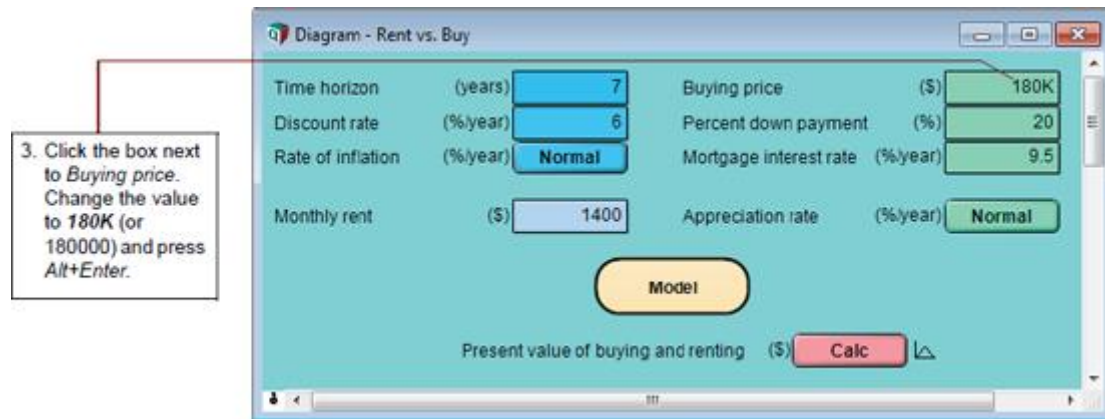 Diagram - Rent vs. Buy
Time horizon (years) 7 Buying price ($) 180K
Discount rate (%/year) 6 Percent down payment (%) 20
Rate of inflation (%/year) Normal Mortgage interest rate (%/year) 9.5
Monthly rent ($) 1400 Appreciation rate (%/year) Normal
Model
Present value of buying and renting ($) Calc
3. Click the box next
to Buying price.
Change the value
to 180K (or
180000) and press
Alt+Enter.